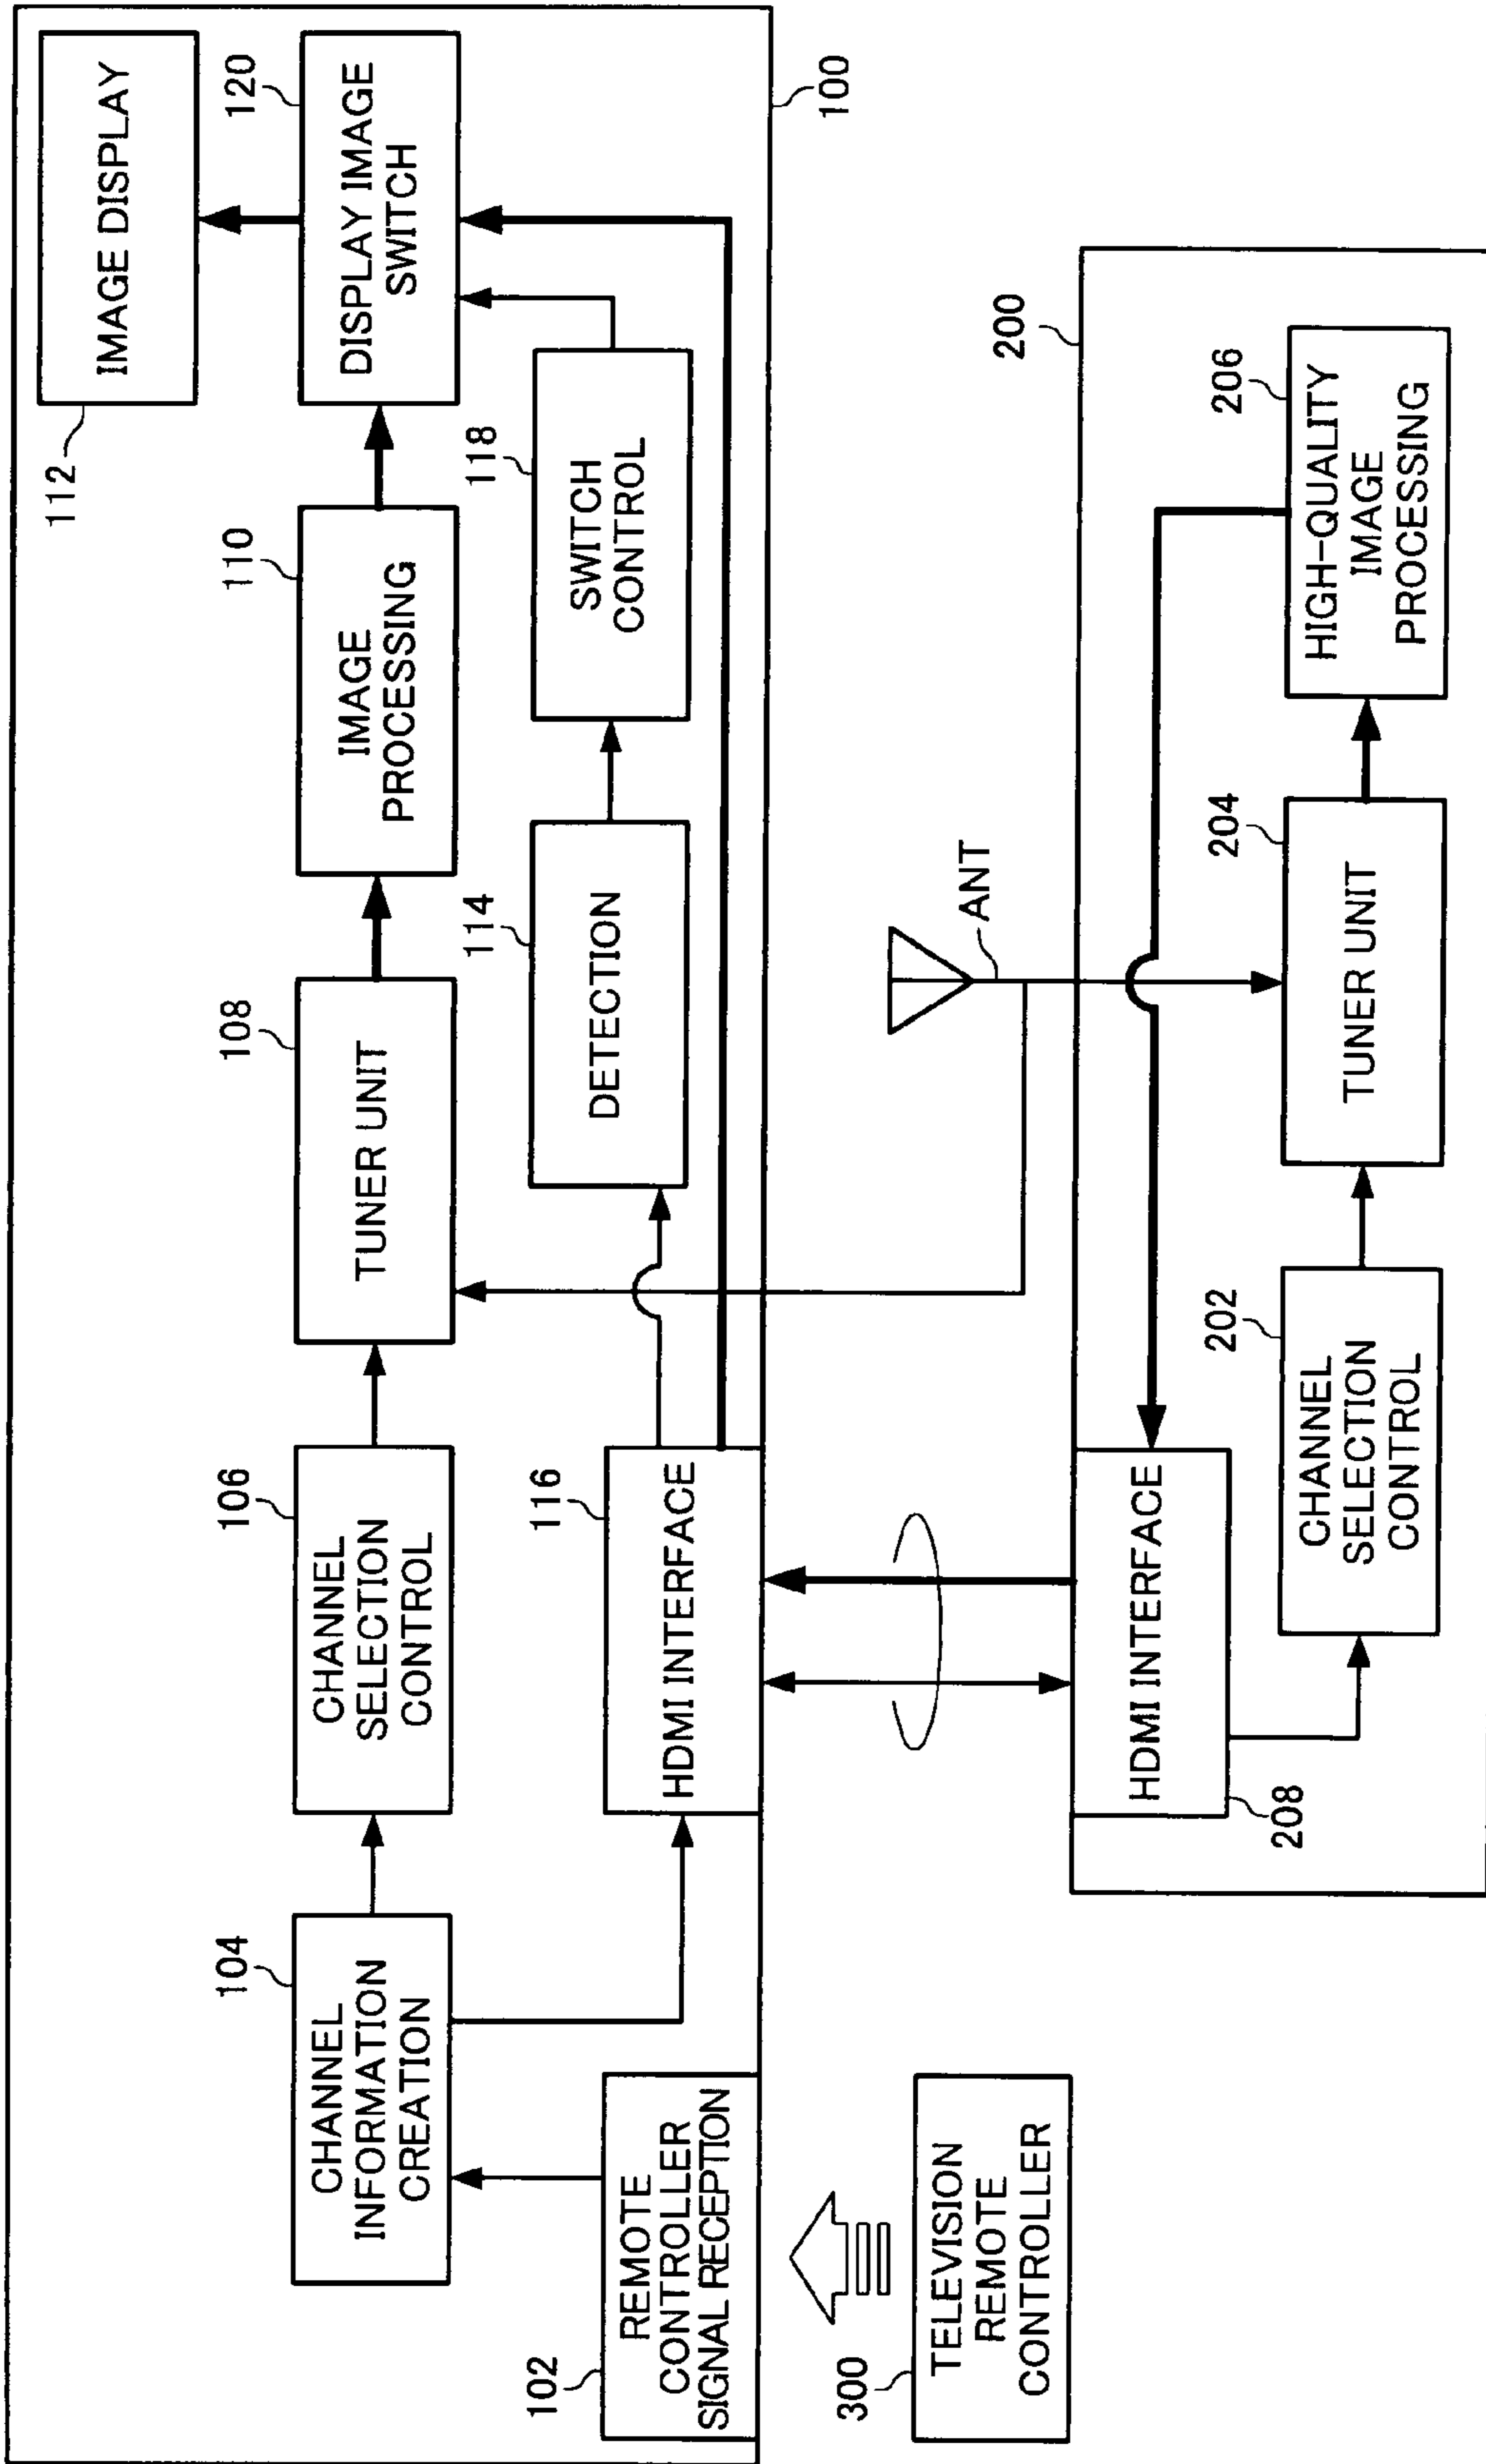 112
IMAGE DISPLAY
104
CHANNEL
INFORMATION
CREATION
106
CHANNEL
SELECTION
CONTROL
108
TUNER UNIT
110
IMAGE
PROCESSING
120
DISPLAY IMAGE
SWITCH
102
REMOTE
CONTROLLER
SIGNAL RECEPTION
116
HDMI INTERFACE
114
DETECTION
118
SWITCH
CONTROL
100
300
TELEVISION
REMOTE
CONTROLLER
ANT
200
HDMI INTERFACE
208
202
CHANNEL
SELECTION
CONTROL
204
TUNER UNIT
206
HIGH-QUALITY
IMAGE
PROCESSING